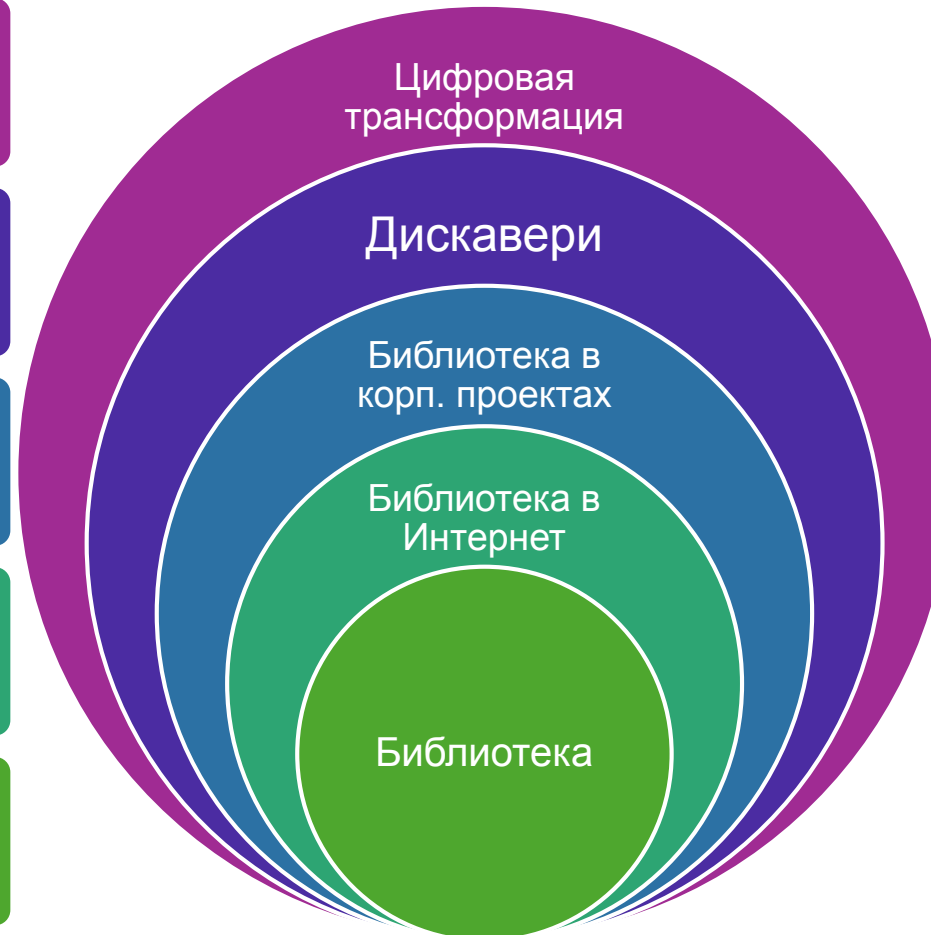 Цифровая
трансформация
Дискавери
Библиотека в
корп. проектах
Библиотека в
Интернет
Библиотека